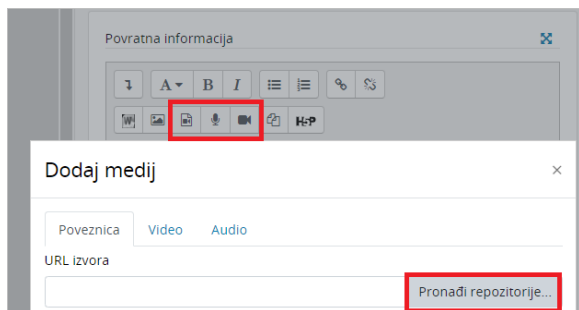 Povratna informacija
A B I
W H-P
Dodaj medij ×
Poveznica Video Audio
URL izvora
Pronađi repozitorije...